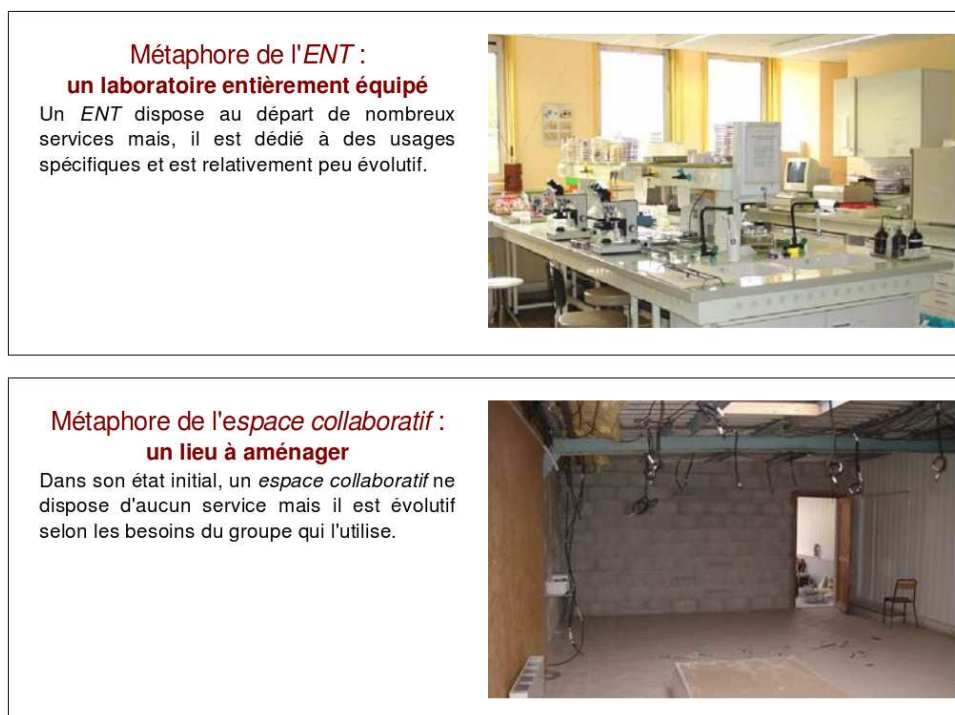 Métaphore de l'ENT :
un laboratoire entièrement équipé
Un ENT dispose au départ de nombreux
services mais, il est dédié à des usages
spécifiques et est relativement peu évolutif.
Métaphore de l'espace collaboratif :
un lieu à aménager
Dans son état initial, un espace collaboratif ne
dispose d'aucun service mais il est évolutif
selon les besoins du groupe qui l'utilise.